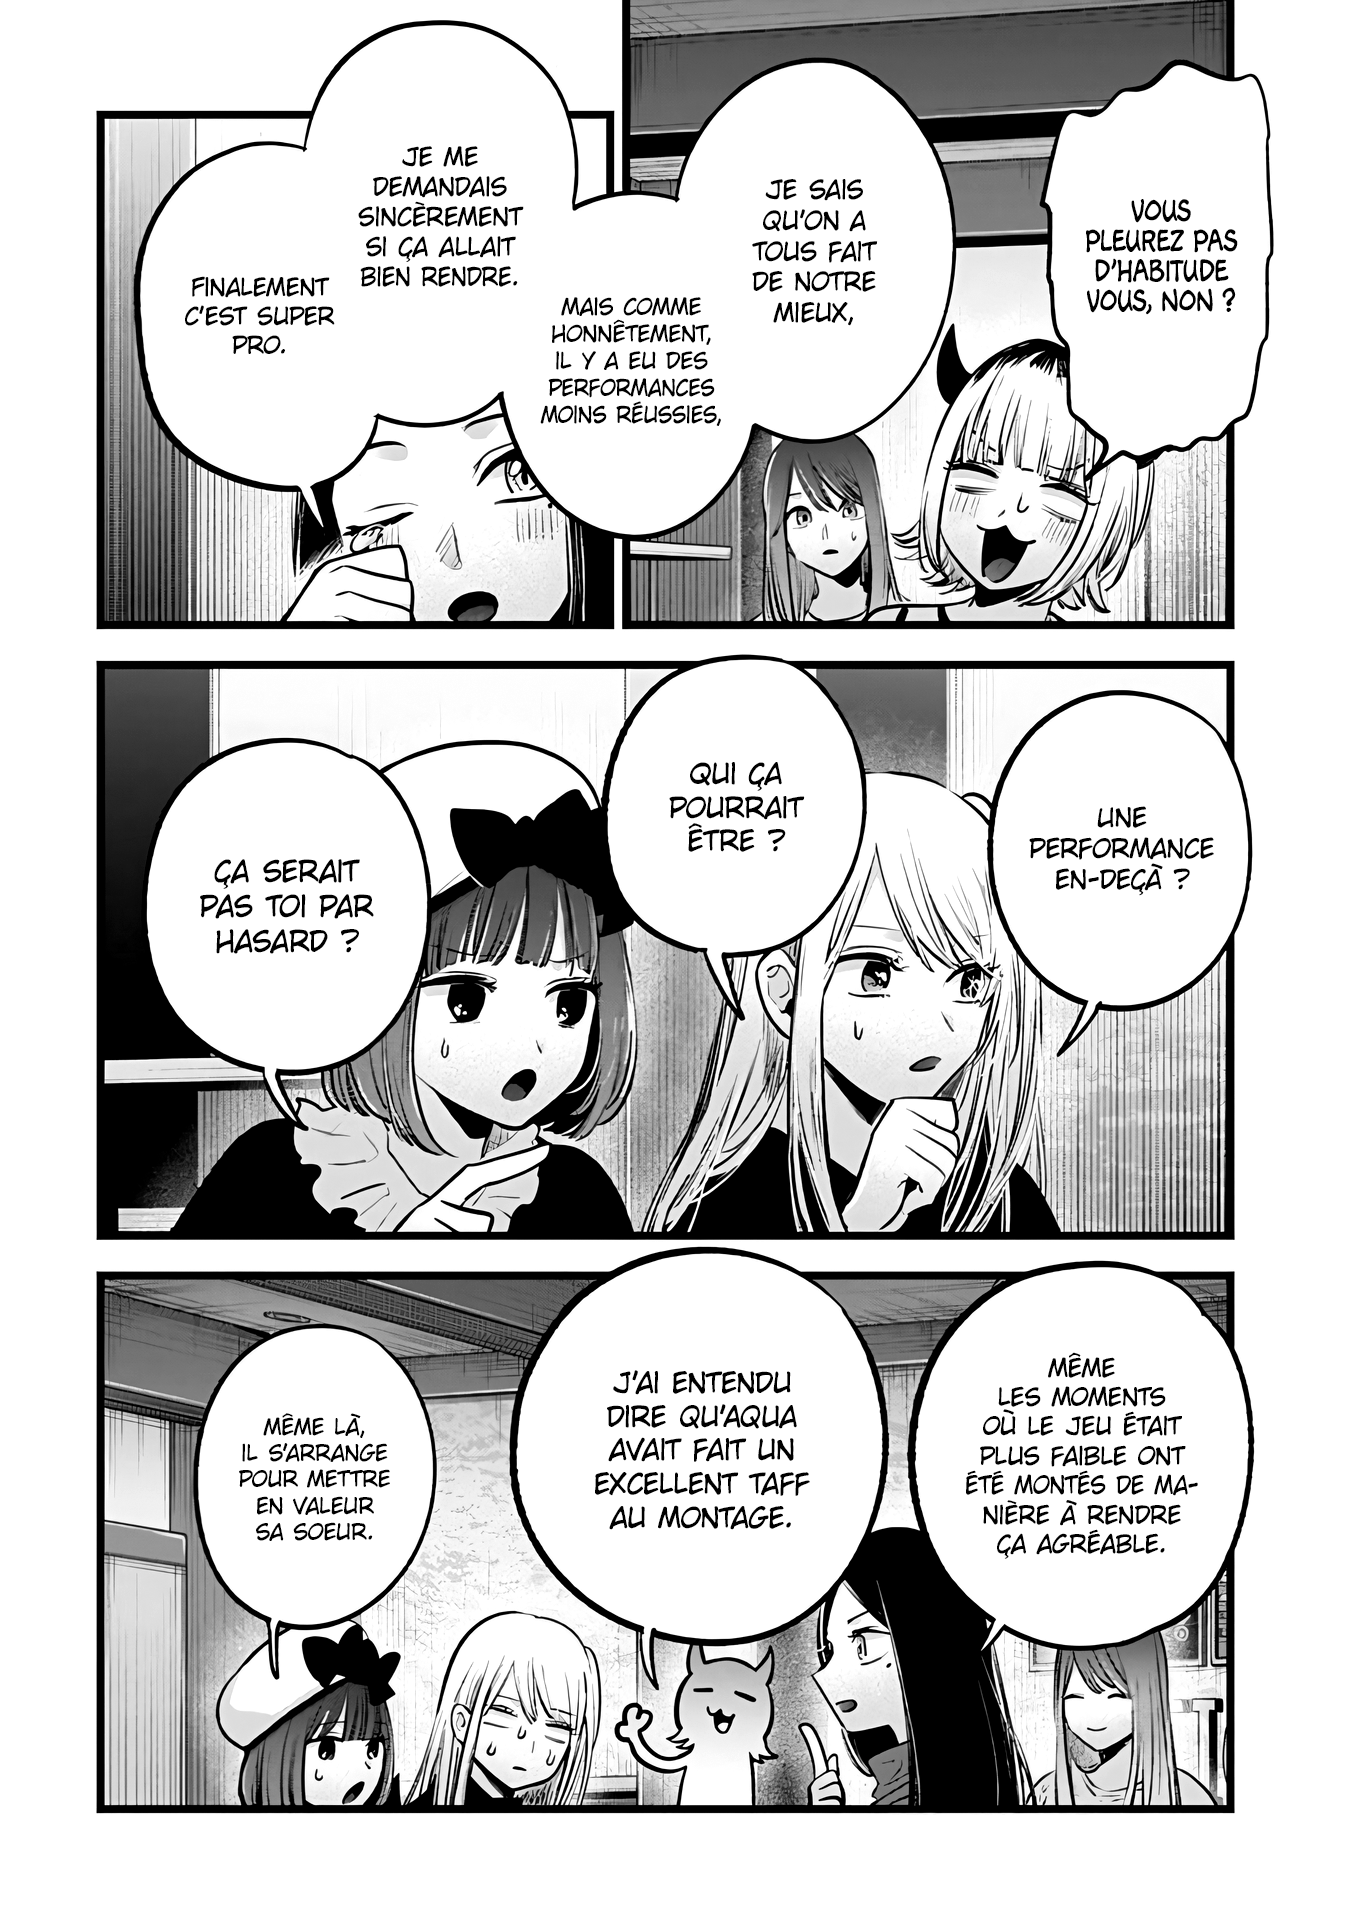 VOUS
PLEUREZ PAS
D'HABITUDE
VOUS, NON ?
JE SAIS
QU'ON A
TOUS FAIT
DE NOTRE
MIEUX,
MAIS COMME
HONNÊTEMENT,
IL Y A EU DES
PERFORMANCES
MOINS RÉUSSIES,
JE ME
DEMANDAIS
SINCÈREMENT
SI ÇA ALLAIT
BIEN RENDRE.
FINALEMENT
C'EST SUPER
PRO.
UNE
PERFORMANCE
EN-DEÇÀ ?
QUI ÇA
POURRAIT
ÊTRE ?
ÇA SERAIT
PAS TOI PAR
HASARD ?
MÊME
LES MOMENTS
OÙ LE JEU ÉTAIT
PLUS FAIBLE ONT
ÉTÉ MONTÉS DE MA-
NIÈRE À RENDRE
ÇA AGRÉABLE.
J'AI ENTENDU
DIRE QU'AQUA
AVAIT FAIT UN
EXCELLENT TAFF
AU MONTAGE.
MÊME LÀ,
IL S'ARRANGE
POUR METTRE
EN VALEUR
SA SOEUR.